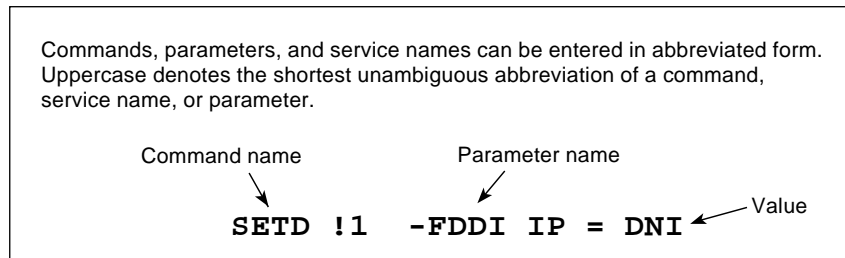 Commands, parameters, and service names can be entered in abbreviated form.
Uppercase denotes the shortest unambiguous abbreviation of a command,
service name, or parameter.
Command name
Parameter name
SETD !1 -FDDI IP = DNI
Value